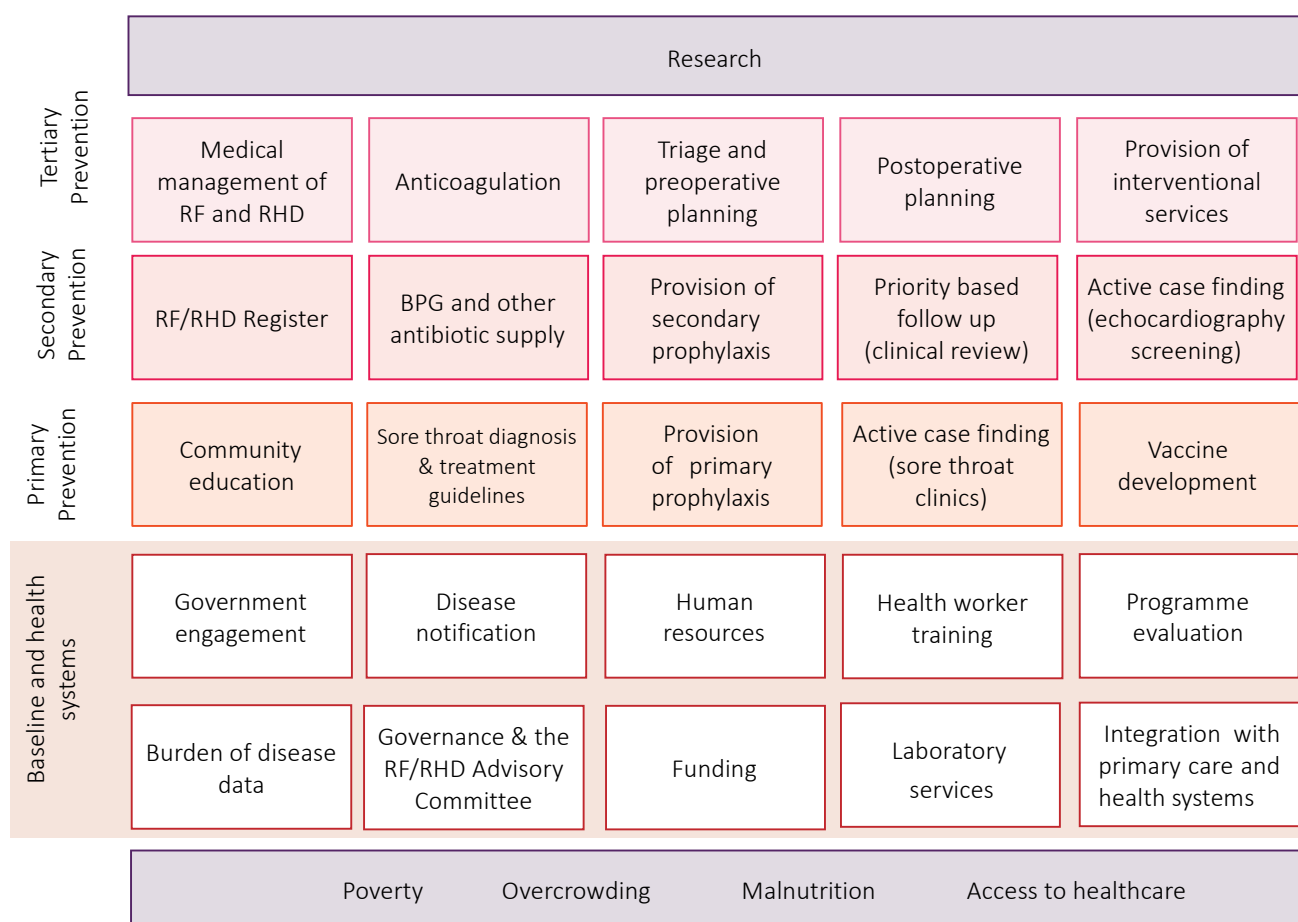 Research
Tertiary
Prevention
Medical
management of
RF and RHD
Anticoagulation
Triage and
preoperative
planning
Postoperative
planning
Provision of
interventional
services
Secondary
Prevention
RF/RHD Register
BPG and other
antibiotic supply
Provision of
secondary
prophylaxis
Priority based
follow up
(clinical review)
Active case finding
(echocardiography
screening)
Primary
Prevention
Community
education
Sore throat diagnosis
& treatment
guidelines
Provision
of primary
prophylaxis
Active case finding
(sore throat
clinics)
Vaccine
development
Baseline and health
systems
Government
engagement
Disease
notification
Human
resources
Health worker
training
Programme
evaluation
Burden of disease
data
Governance & the
RF/RHD Advisory
Committee
Funding
Laboratory
services
Integration with
primary care and
health systems
Poverty Overcrowding Malnutrition Access to healthcare